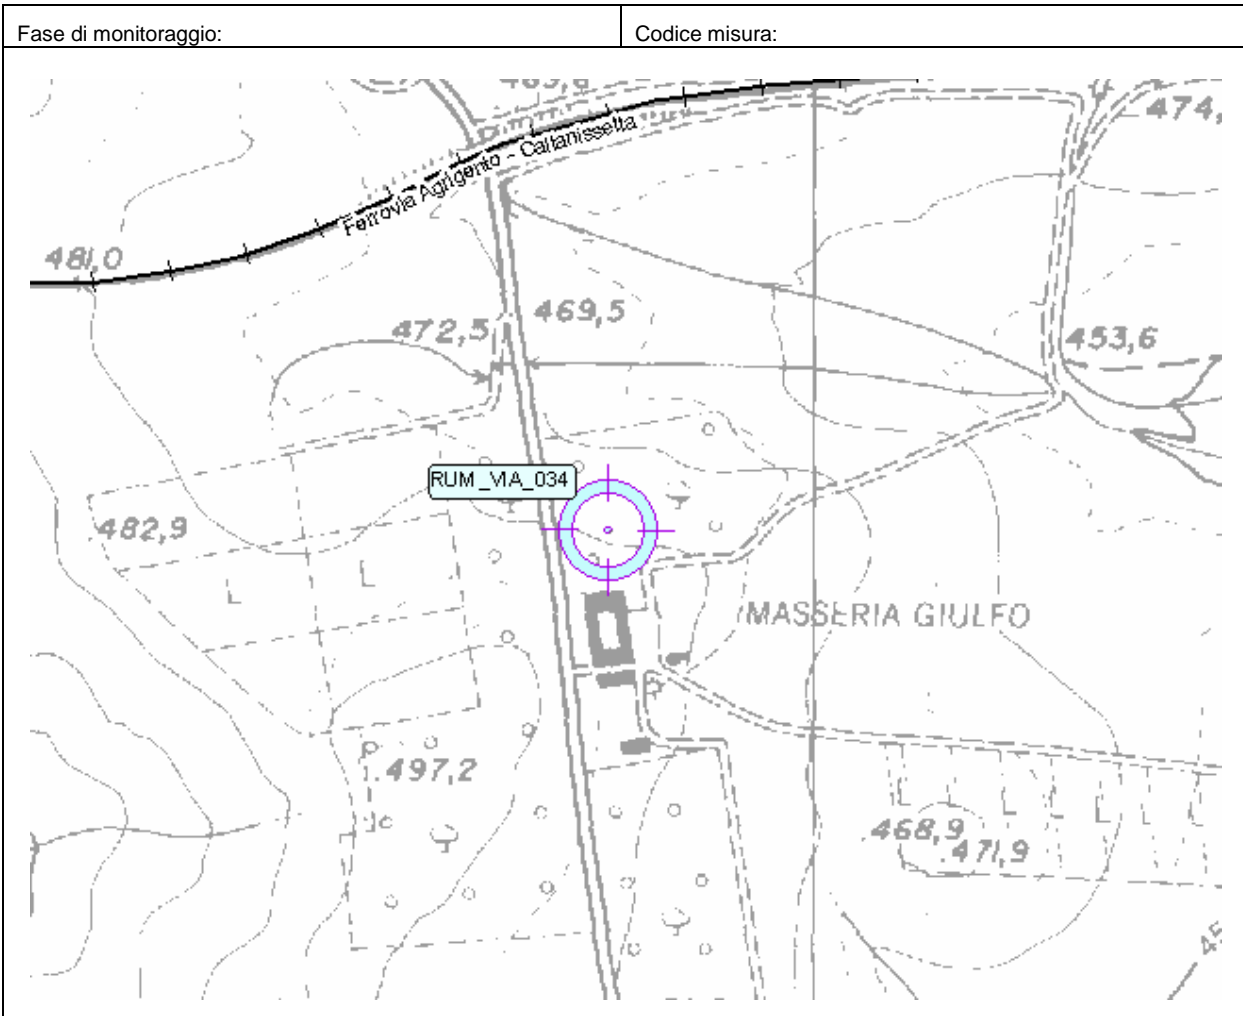 Fase di monitoraggio:
Codice misura:
474,
Ferrovia Agrigento - Caltanissetta
481,0
469,5
472,5
453,6
RUM_VIA_034
482,9
MASSERIA GIULFO
497,2
468,9
.471,9